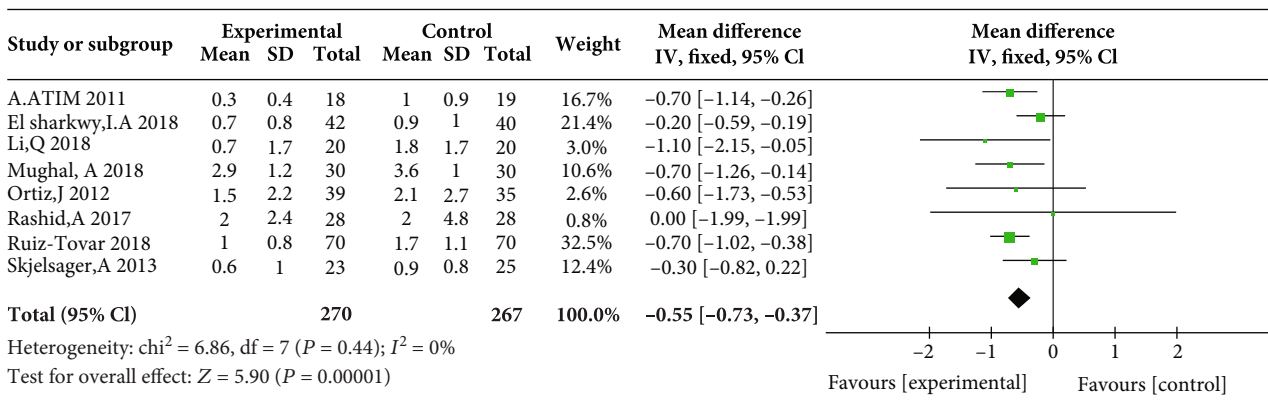 Study or subgroup Experimental Control Weight Mean difference Mean difference
Mean SD Total Mean SD Total IV, fixed, 95% Cl IV, fixed, 95% Cl
A.ATIM 2011 0.3 0.4 18 1 0.9 19 16.7% –0.70 [–1.14, –0.26]
El sharkwy,I.A 2018 0.7 0.8 42 0.9 1 40 21.4% –0.20 [–0.59, –0.19]
Li,Q 2018 0.7 1.7 20 1.8 1.7 20 3.0% –1.10 [–2.15, –0.05]
Mughal, A 2018 2.9 1.2 30 3.6 1 30 10.6% –0.70 [–1.26, –0.14]
Ortiz,J 2012 1.5 2.2 39 2.1 2.7 35 2.6% –0.60 [–1.73, –0.53]
Rashid,A 2017 2 2.4 28 2 4.8 28 0.8% 0.00 [–1.99, –1.99]
Ruiz-Tovar 2018 1 0.8 70 1.7 1.1 70 32.5% –0.70 [–1.02, –0.38]
Skjelsager,A 2013 0.6 1 23 0.9 0.8 25 12.4% –0.30 [–0.82, 0.22]
Total (95% Cl) 270 267 100.0% –0.55 [–0.73, –0.37]
Heterogeneity: chi² = 6.86, df = 7 (P = 0.44); I² = 0%
–2 –1 0 1 2
Test for overall effect: Z = 5.90 (P = 0.00001)
Favours [experimental] Favours [control]